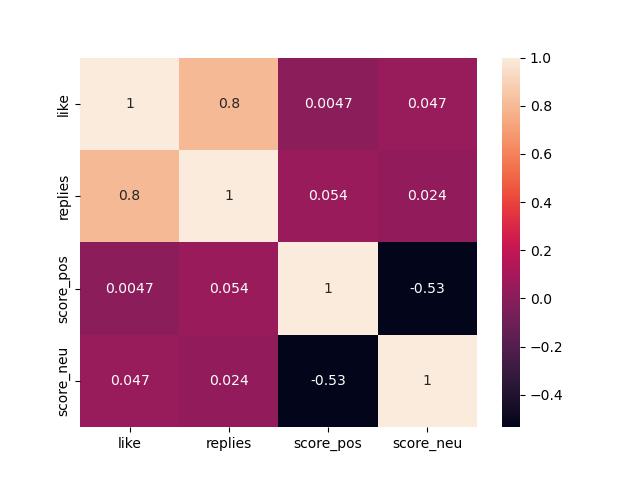 like 1 0.8 0.0047 0.047
replies 0.8 1 0.054 0.024
score_pos 0.0047 0.054 1 -0.53
score_neu 0.047 0.024 -0.53 1
like replies score_pos score_neu
1.0
0.8
0.6
0.4
0.2
0.0
−0.2
−0.4